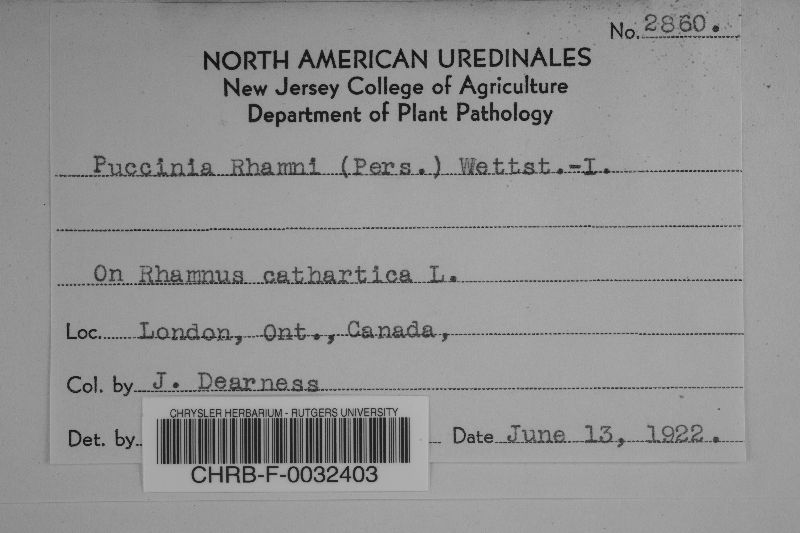 No. 2860.
NORTH AMERICAN UREDINALES
New Jersey College of Agriculture
Department of Plant Pathology
Puccinia Rhamni (Pers.) Wettst.-I.
On Rhamnus cathartica L.
Loc. London, Ont., Canada,
Col. by J. Dearness
Det. by
Date June 13, 1922.
CHRYSLER HERBARIUM - RUTGERS UNIVERSITY
CHRB-F-0032403